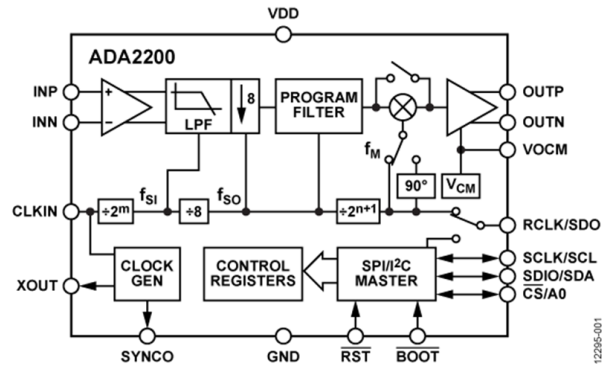 VDD
ADA2200
INP
INN
+
−
LPF
8
PROGRAM
FILTER
OUTP
OUTN
VOCM
fM
90°
VCM
CLKIN
÷2m
fSI
÷8
fSO
÷2n+1
RCLK/SDO
XOUT
CLOCK
GEN
CONTROL
REGISTERS
SPI/I2C
MASTER
SCLK/SCL
SDIO/SDA
CS/A0
SYNCO
GND
RST
BOOT
12295-001